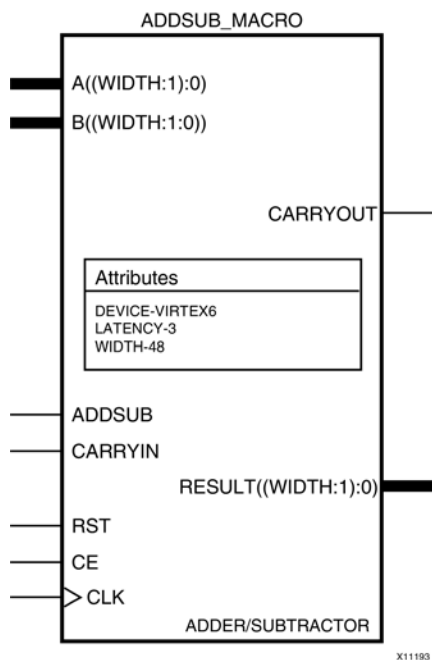 ADDSUB_MACRO
A((WIDTH:1):0)
B((WIDTH:1:0))
CARRYOUT
Attributes
DEVICE-VIRTEX6
LATENCY-3
WIDTH-48
ADDSUB
CARRYIN
RESULT((WIDTH:1):0)
RST
CE
CLK
ADDER/SUBTRACTOR
X11193